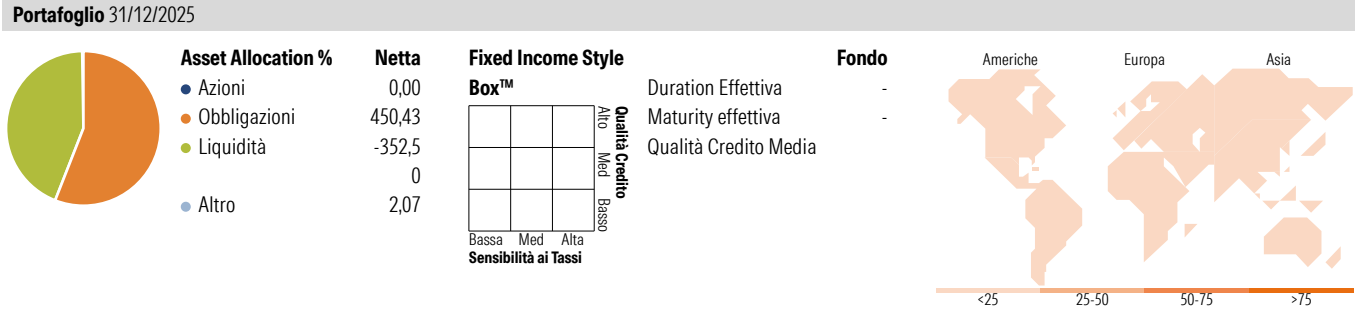 Portafoglio 31/12/2025
Asset Allocation % Netta
Azioni 0,00
Obbligazioni 450,43
Liquidità -352,5
0
Altro 2,07
Fixed Income Style
Box™
Alto Med Basso
Qualità Credito
Bassa Med Alta
Sensibilità ai Tassi
Fondo
Duration Effettiva -
Maturity effettiva -
Qualità Credito Media
Americhe Europa Asia
<25 25-50 50-75 >75